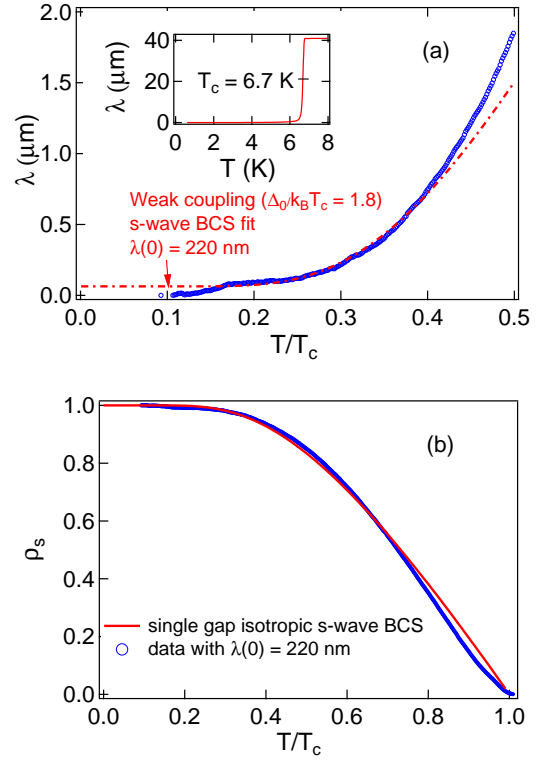 2.0
1.5
1.0
0.5
0.0
λ (μm)
(a)
40
20
0
λ (μm)
T_c = 6.7 K
0 2 4 6 8
T (K)
Weak coupling (Δ_0/k_BT_c = 1.8)
s-wave BCS fit
λ(0) = 220 nm
0.0 0.1 0.2 0.3 0.4 0.5
T/T_c
1.0
0.8
0.6
0.4
0.2
0.0
ρ_s
(b)
single gap isotropic s-wave BCS
data with λ(0) = 220 nm
0.0 0.2 0.4 0.6 0.8 1.0
T/T_c